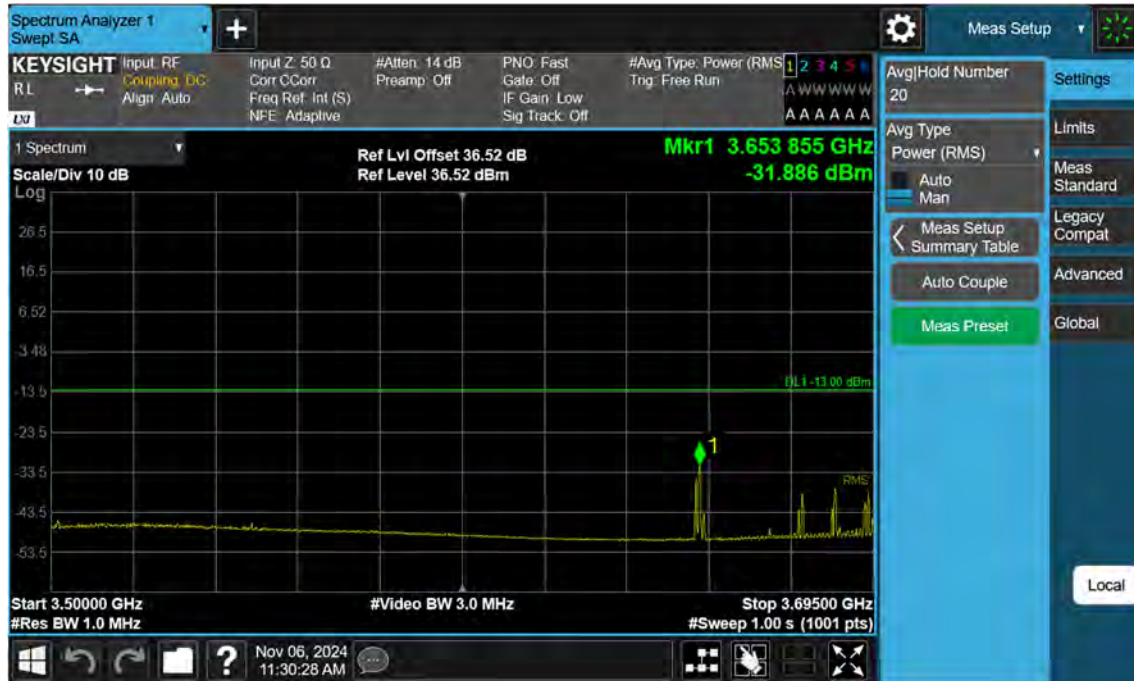 Spectrum Analyzer 1
Swept SA
+
Meas Setup
KEYSIGHT
RL
LXI
Input: RF
Coupling: DC
Align: Auto
Input Z: 50 Ω
Corr CCorr
Freq Ref: Int (S)
NFE: Adaptive
#Atten: 14 dB
Preamp: Off
PNO: Fast
Gate: Off
IF Gain: Low
Sig Track: Off
#Avg Type: Power (RMS
Trig: Free Run
1 2 3 4 5 6
A W W W W W
A A A A A A
1 Spectrum
Scale/Div 10 dB
Log
Ref Lvl Offset 36.52 dB
Ref Level 36.52 dBm
Mkr1 3.653 855 GHz
-31.886 dBm
26.5
16.5
6.52
-3.48
-13.5
-23.5
-33.5
-43.5
-53.5
DL1 -13.00 dBm
1
RMS
Start 3.50000 GHz
#Res BW 1.0 MHz
#Video BW 3.0 MHz
Stop 3.69500 GHz
#Sweep 1.00 s (1001 pts)
Avg|Hold Number
20
Avg Type
Power (RMS)
Auto
Man
Meas Setup
Summary Table
Auto Couple
Meas Preset
Settings
Limits
Meas
Standard
Legacy
Compat
Advanced
Global
Local
?
Nov 06, 2024
11:30:28 AM